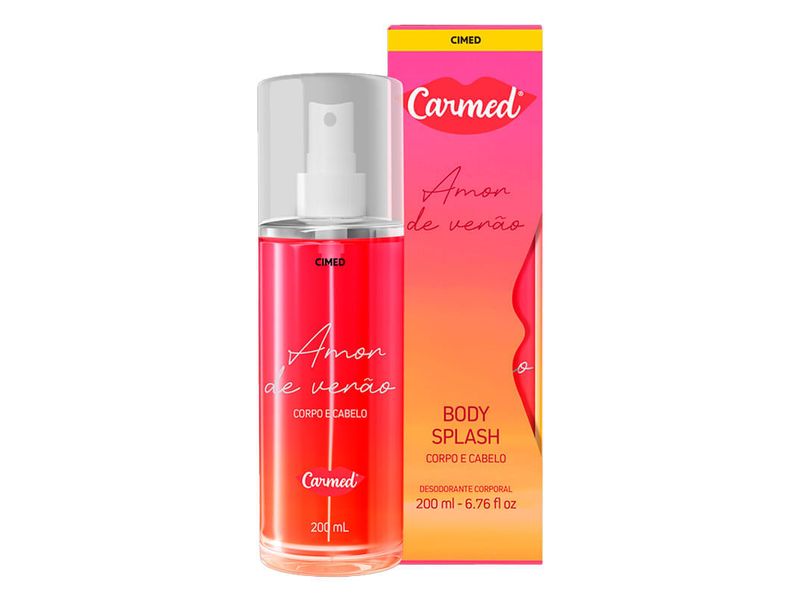 CIMED
Amor
de verão
CORPO E CABELO
Carmed
200 mL
CIMED
Carmed®
Amor
de verão
o
BODY
SPLASH
CORPO E CABELO
DESODORANTE CORPORAL
200 ml - 6.76 fl oz